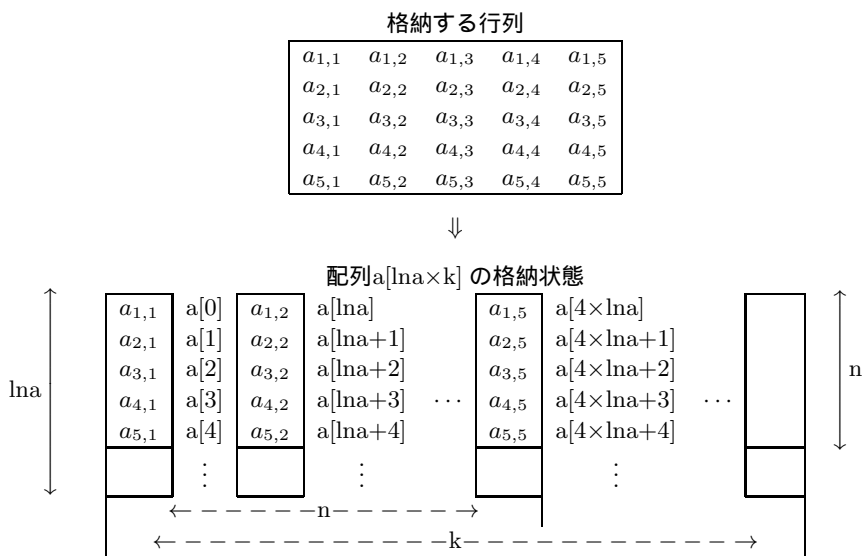 格納する行列
a1,1 a1,2 a1,3 a1,4 a1,5
a2,1 a2,2 a2,3 a2,4 a2,5
a3,1 a3,2 a3,3 a3,4 a3,5
a4,1 a4,2 a4,3 a4,4 a4,5
a5,1 a5,2 a5,3 a5,4 a5,5
⇓
配列a[lna×k] の格納状態
a1,1 a[0] a1,2 a[lna] a1,5 a[4×lna]
a2,1 a[1] a2,2 a[lna+1] a2,5 a[4×lna+1]
a3,1 a[2] a3,2 a[lna+2] a3,5 a[4×lna+2] n
lna a4,1 a[3] a4,2 a[lna+3] ⋯ a4,5 a[4×lna+3] ⋯
a5,1 a[4] a5,2 a[lna+4] a5,5 a[4×lna+4]
⋮ ⋮ ⋮
n
k